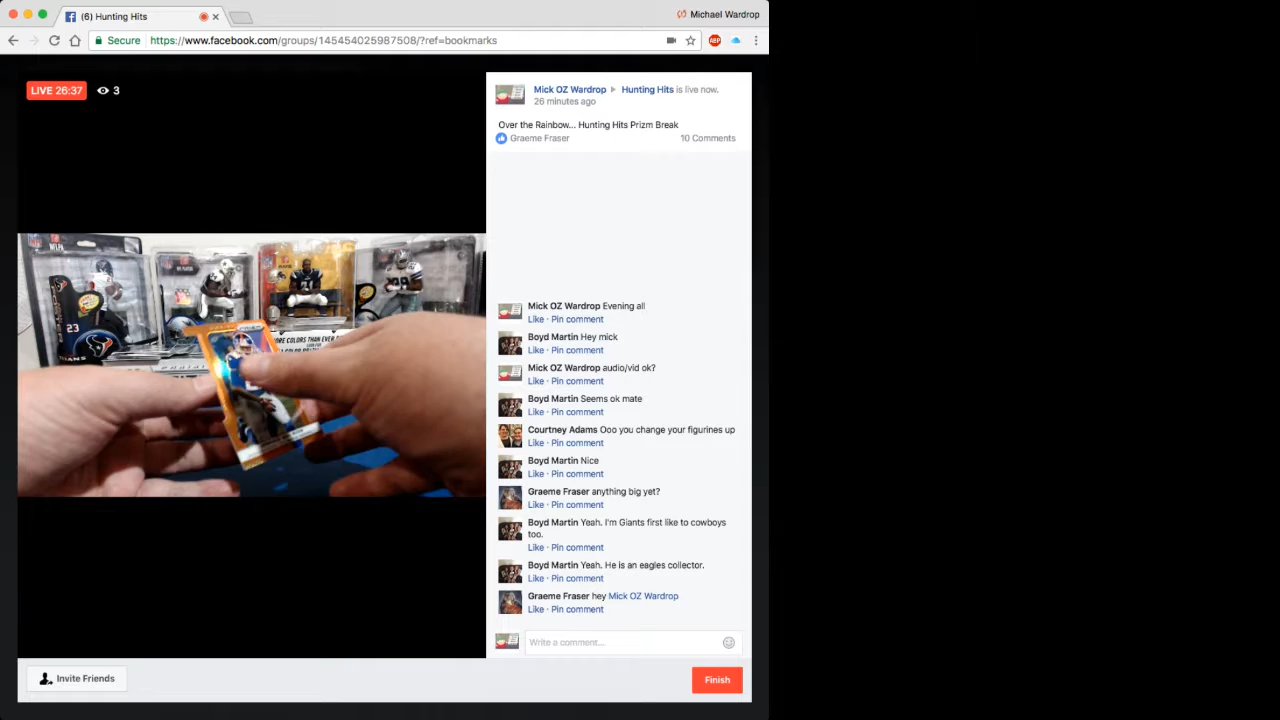 (6) Hunting Hits
Michael Wardrop
Secure https://www.facebook.com/groups/145454025987508/?ref=bookmarks
ABP
LIVE 26:37
3
Mick OZ Wardrop Hunting Hits is live now.
26 minutes ago
Over the Rainbow... Hunting Hits Prizm Break
Graeme Fraser
10 Comments
Mick OZ Wardrop Evening all
Like · Pin comment
Boyd Martin Hey mick
Like · Pin comment
Mick OZ Wardrop audio/vid ok?
Like · Pin comment
Boyd Martin Seems ok mate
Like · Pin comment
Courtney Adams Ooo you change your figurines up
Like · Pin comment
Boyd Martin Nice
Like · Pin comment
Graeme Fraser anything big yet?
Like · Pin comment
Boyd Martin Yeah. I'm Giants first like to cowboys
too.
Like · Pin comment
Boyd Martin Yeah. He is an eagles collector.
Like · Pin comment
Graeme Fraser hey Mick OZ Wardrop
Like · Pin comment
Write a comment...
23
TEXANS
ORE COLORS THAN EVER
Invite Friends
Finish